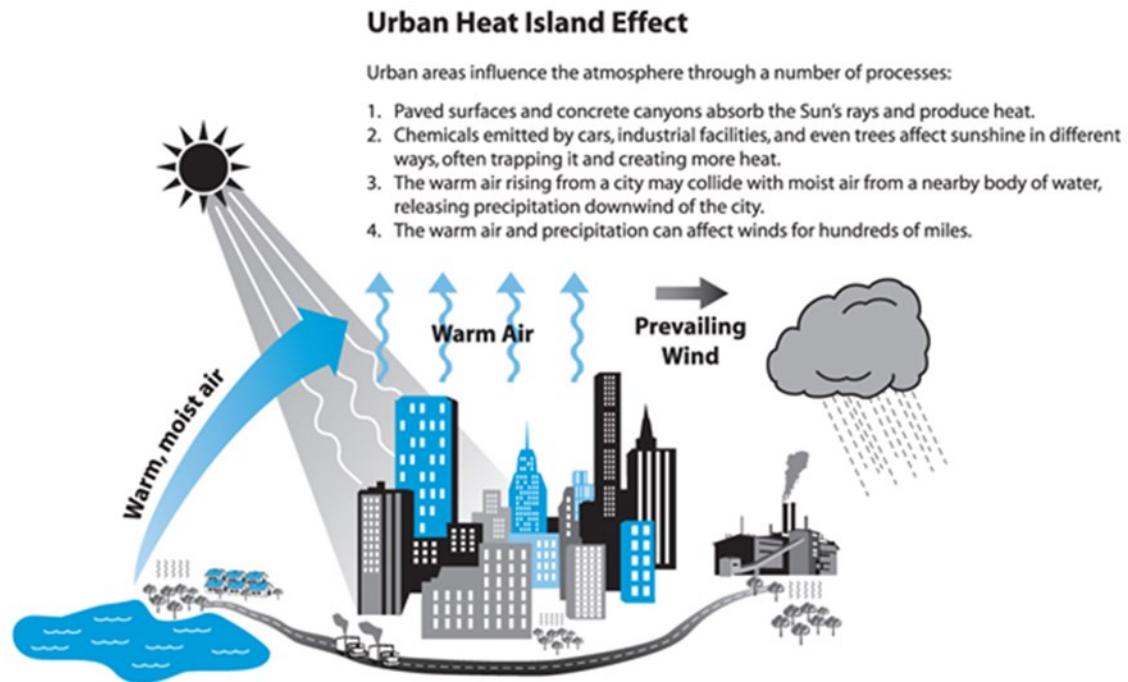 Urban Heat Island Effect
Urban areas influence the atmosphere through a number of processes:
1. Paved surfaces and concrete canyons absorb the Sun's rays and produce heat.
2. Chemicals emitted by cars, industrial facilities, and even trees affect sunshine in different
ways, often trapping it and creating more heat.
3. The warm air rising from a city may collide with moist air from a nearby body of water,
releasing precipitation downwind of the city.
4. The warm air and precipitation can affect winds for hundreds of miles.
Warm Air
Prevailing
Wind
Warm, moist air